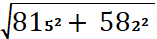 √81₅² + 58₂²